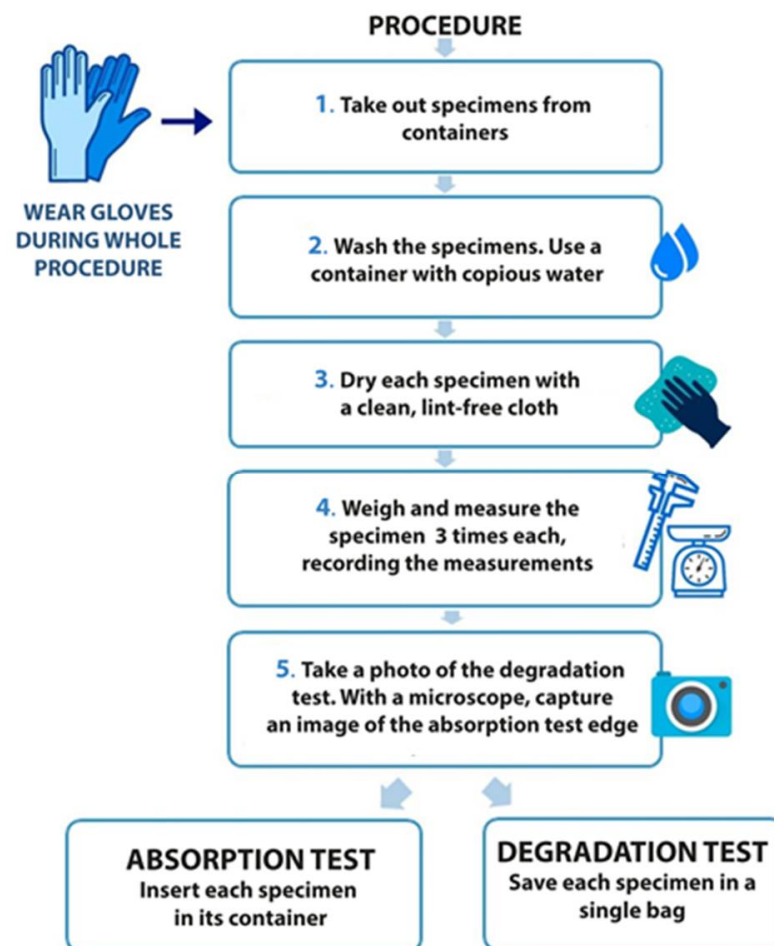 PROCEDURE
1. Take out specimens from
containers
WEAR GLOVES
DURING WHOLE
PROCEDURE
2. Wash the specimens. Use a
container with copious water
3. Dry each specimen with
a clean, lint-free cloth
4. Weigh and measure the
specimen 3 times each,
recording the measurements
5. Take a photo of the degradation
test. With a microscope, capture
an image of the absorption test edge
ABSORPTION TEST
Insert each specimen
in its container
DEGRADATION TEST
Save each specimen in a
single bag